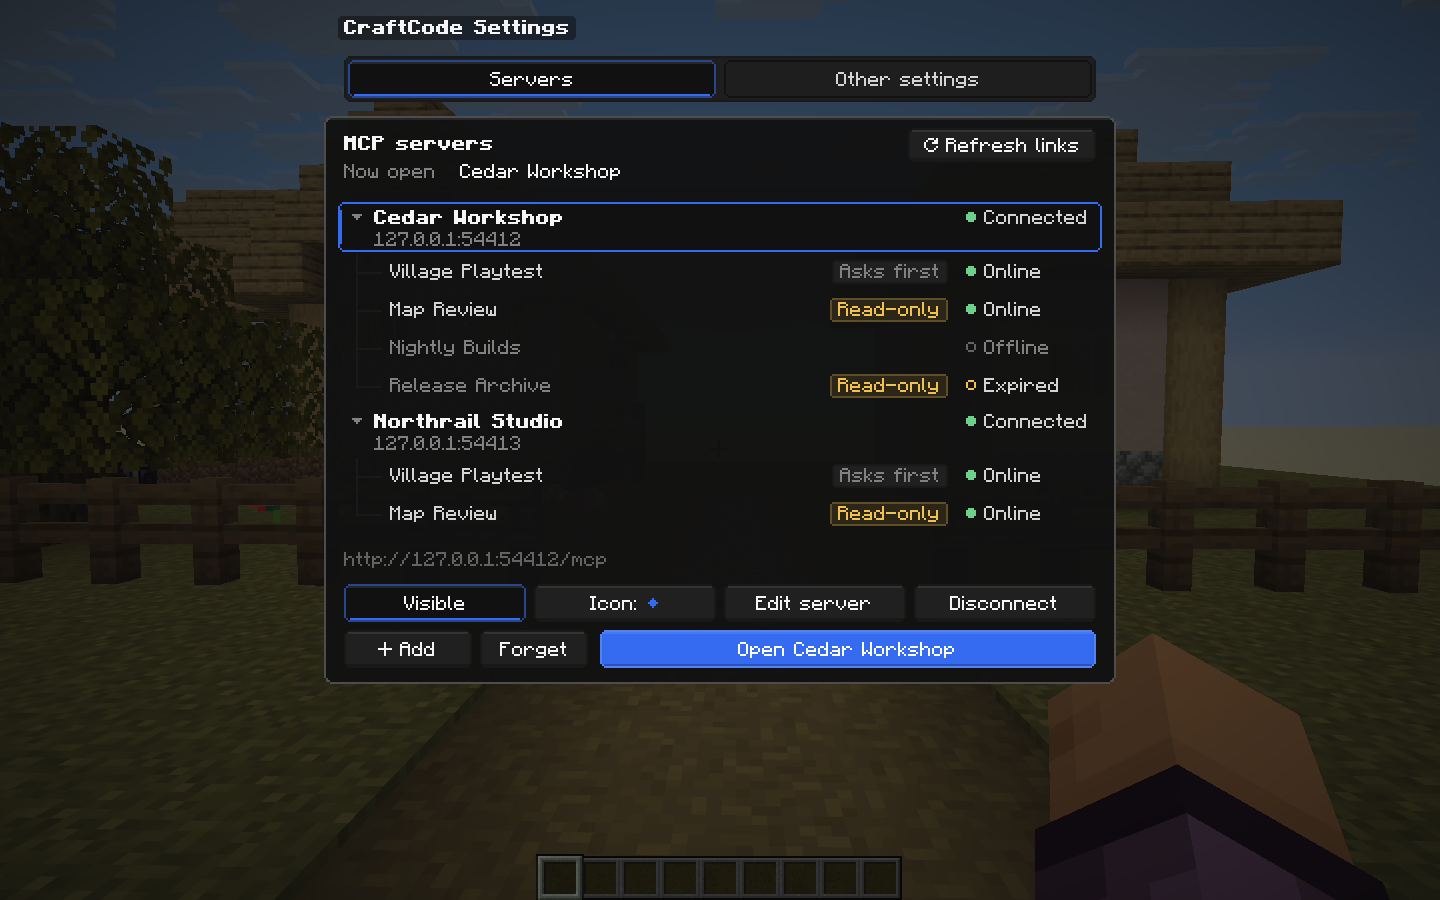 CraftCode Settings
Servers
Other settings
MCP servers
Refresh links
Now open Cedar Workshop
Cedar Workshop
Connected
127.0.0.1:54412
Village Playtest
Asks first
Online
Map Review
Read-only
Online
Nightly Builds
Offline
Release Archive
Read-only
Expired
Northrail Studio
Connected
127.0.0.1:54413
Village Playtest
Asks first
Online
Map Review
Read-only
Online
http://127.0.0.1:54412/mcp
Visible
Icon:
Edit server
Disconnect
+ Add
Forget
Open Cedar Workshop